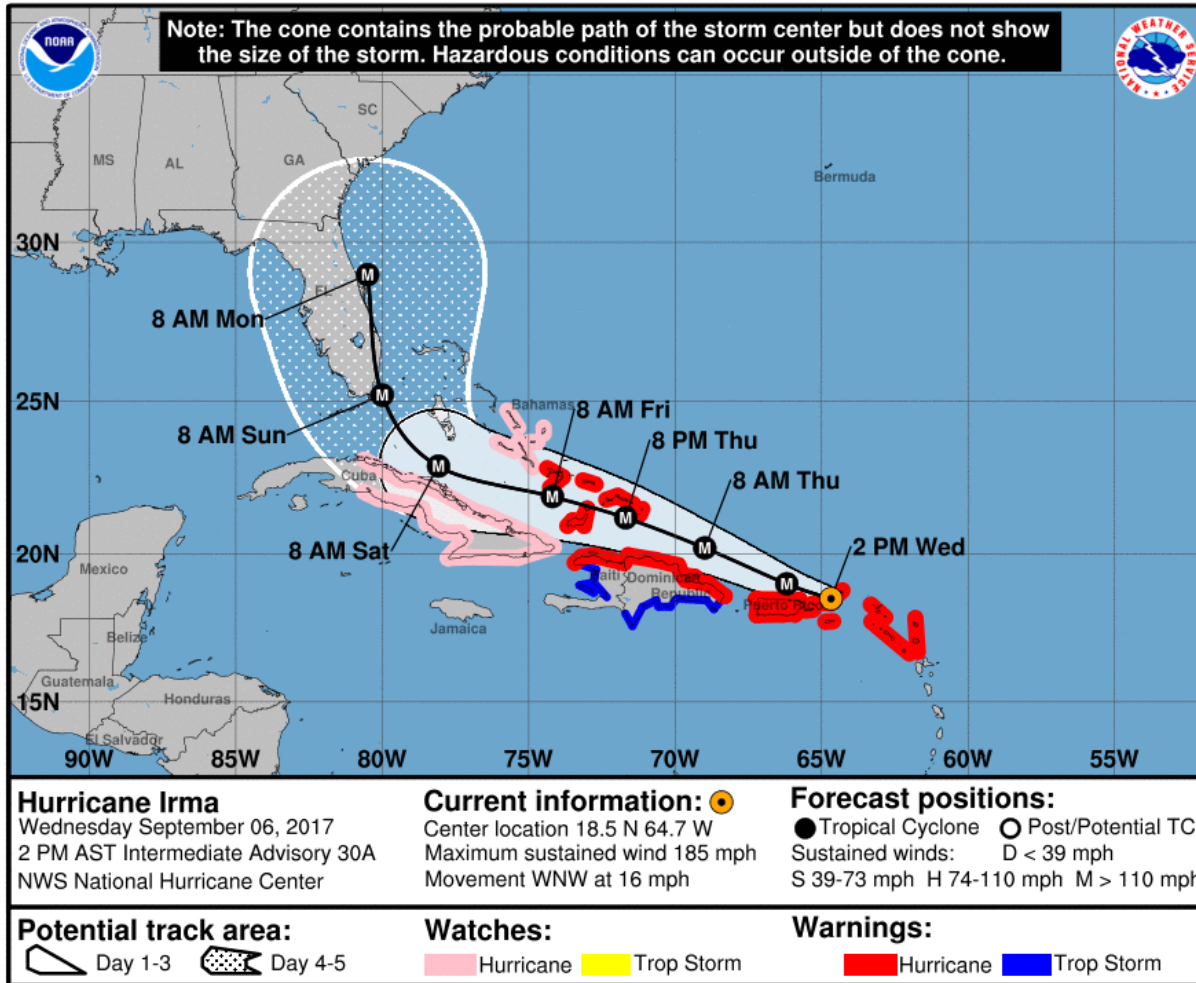 Note: The cone contains the probable path of the storm center but does not show
the size of the storm. Hazardous conditions can occur outside of the cone.
NOAA
NATIONAL WEATHER SERVICE
SC
MS
AL
GA
Bermuda
30N
FL
8 AM Mon
25N
Bahamas
8 AM Fri
8 AM Sun
8 PM Thu
Cuba
8 AM Thu
8 AM Sat
2 PM Wed
20N
Mexico
Haiti
Dominican
Republic
Puerto Rico
Jamaica
Belize
Guatemala
Honduras
15N
El Salvador
90W 85W 80W 75W 70W 65W 60W 55W
M
M
M
M
M
M
M
Hurricane Irma
Wednesday September 06, 2017
2 PM AST Intermediate Advisory 30A
NWS National Hurricane Center
Current information:
Center location 18.5 N 64.7 W
Maximum sustained wind 185 mph
Movement WNW at 16 mph
Forecast positions:
Tropical Cyclone Post/Potential TC
Sustained winds: D < 39 mph
S 39-73 mph H 74-110 mph M > 110 mph
Potential track area:
Day 1-3 Day 4-5
Watches:
Hurricane Trop Storm
Warnings:
Hurricane Trop Storm